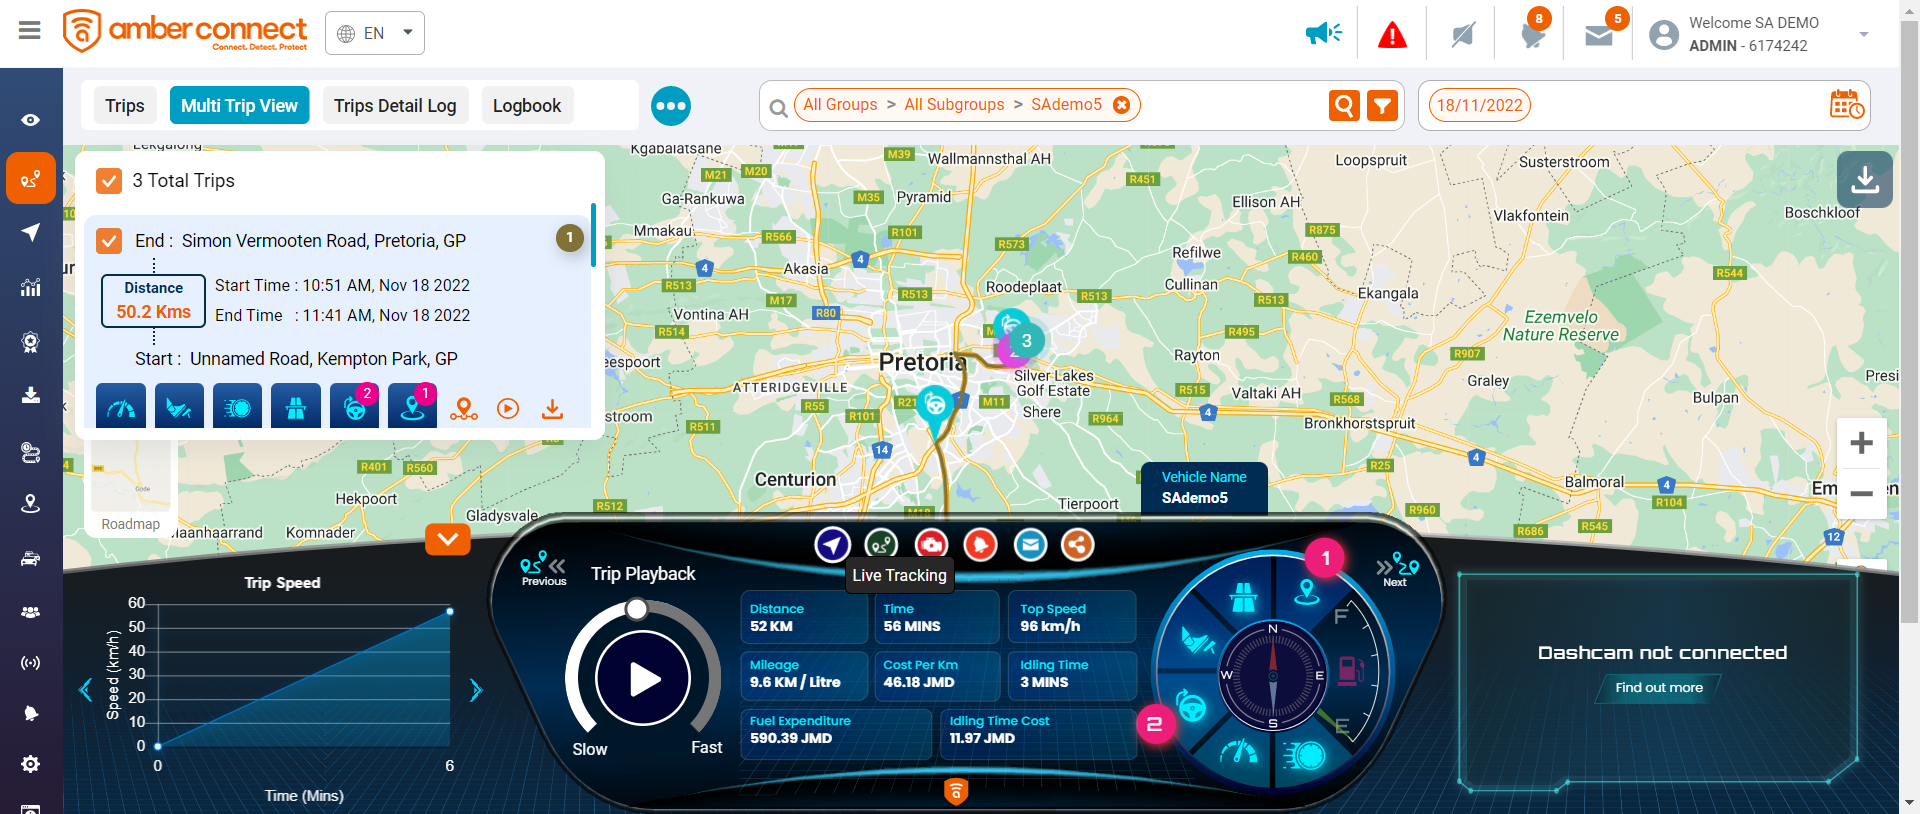 amber connect
Connect. Detect. Protect
EN
8
5
Welcome SA DEMO
ADMIN - 6174242
Trips
Multi Trip View
Trips Detail Log
Logbook
All Groups > All Subgroups > SAdemo5
18/11/2022
3 Total Trips
End : Simon Vermooten Road, Pretoria, GP
1
Distance
50.2 Kms
Start Time : 10:51 AM, Nov 18 2022
End Time : 11:41 AM, Nov 18 2022
Start : Unnamed Road, Kempton Park, GP
2
1
Kgabalatsane
M39
Wallmannsthal AH
Loopspruit
Susterstroom
M21
M20
R451
Ga-Rankuwa
M35
Pyramid
Ellison AH
Vlakfontein
Boschkloof
Mmakau
R566
R101
R573
R875
Refilwe
R460
4
4
Akasia
R513
R513
M17
Roodeplaat
R513
Cullinan
R513
Ekangala
R544
Vontina AH
R80
R514
R495
Ezemvelo
Nature Reserve
3
Pretoria
Rayton
R907
ATTERIDGEVILLE
Silver Lakes
Golf Estate
R515
Valtaki AH
Graley
R55
R101
M11
Shere
R964
4
R568
Bulpan
R511
14
Bronkhorstspruit
R401
R560
Centurion
R25
4
Balmoral
R104
Hekpoort
R512
Tierpoort
R960
Gladysvale
Komnader
R686
R545
12
Gode
Roadmap
Vehicle Name
SAdemo5
Live Tracking
Previous
Trip Playback
Next
Slow
Fast
Distance
52 KM
Time
56 MINS
Top Speed
96 km/h
Mileage
9.6 KM / Litre
Cost Per Km
46.18 JMD
Idling Time
3 MINS
Fuel Expenditure
590.39 JMD
Idling Time Cost
11.97 JMD
1
2
N
W
E
S
F
E
Trip Speed
Speed (km/h)
60
50
40
30
20
10
0
0
6
Time (Mins)
Dashcam not connected
Find out more